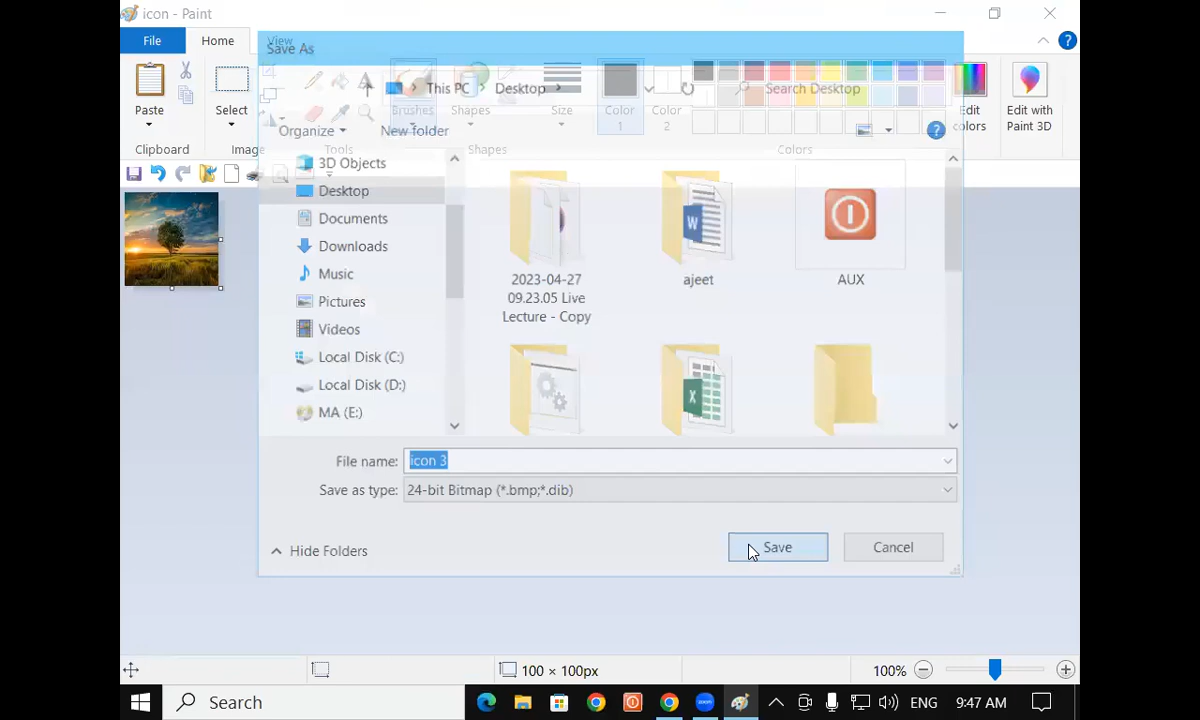 icon - Paint
File
Home
View
Save As
This PC
Desktop
Search Desktop
Paste
Select
Brushes
Shapes
Size
Color 1
Color 2
Edit colors
Edit with Paint 3D
Organize
New folder
Clipboard
Image
Tools
Shapes
Colors
3D Objects
Desktop
Documents
Downloads
Music
Pictures
Videos
Local Disk (C:)
Local Disk (D:)
MA (E:)
2023-04-27
09.23.05 Live
Lecture - Copy
ajeet
AUX
File name:
icon 3
Save as type:
24-bit Bitmap (*.bmp;*.dib)
Hide Folders
Save
Cancel
100 × 100px
100%
Search
ENG
9:47 AM